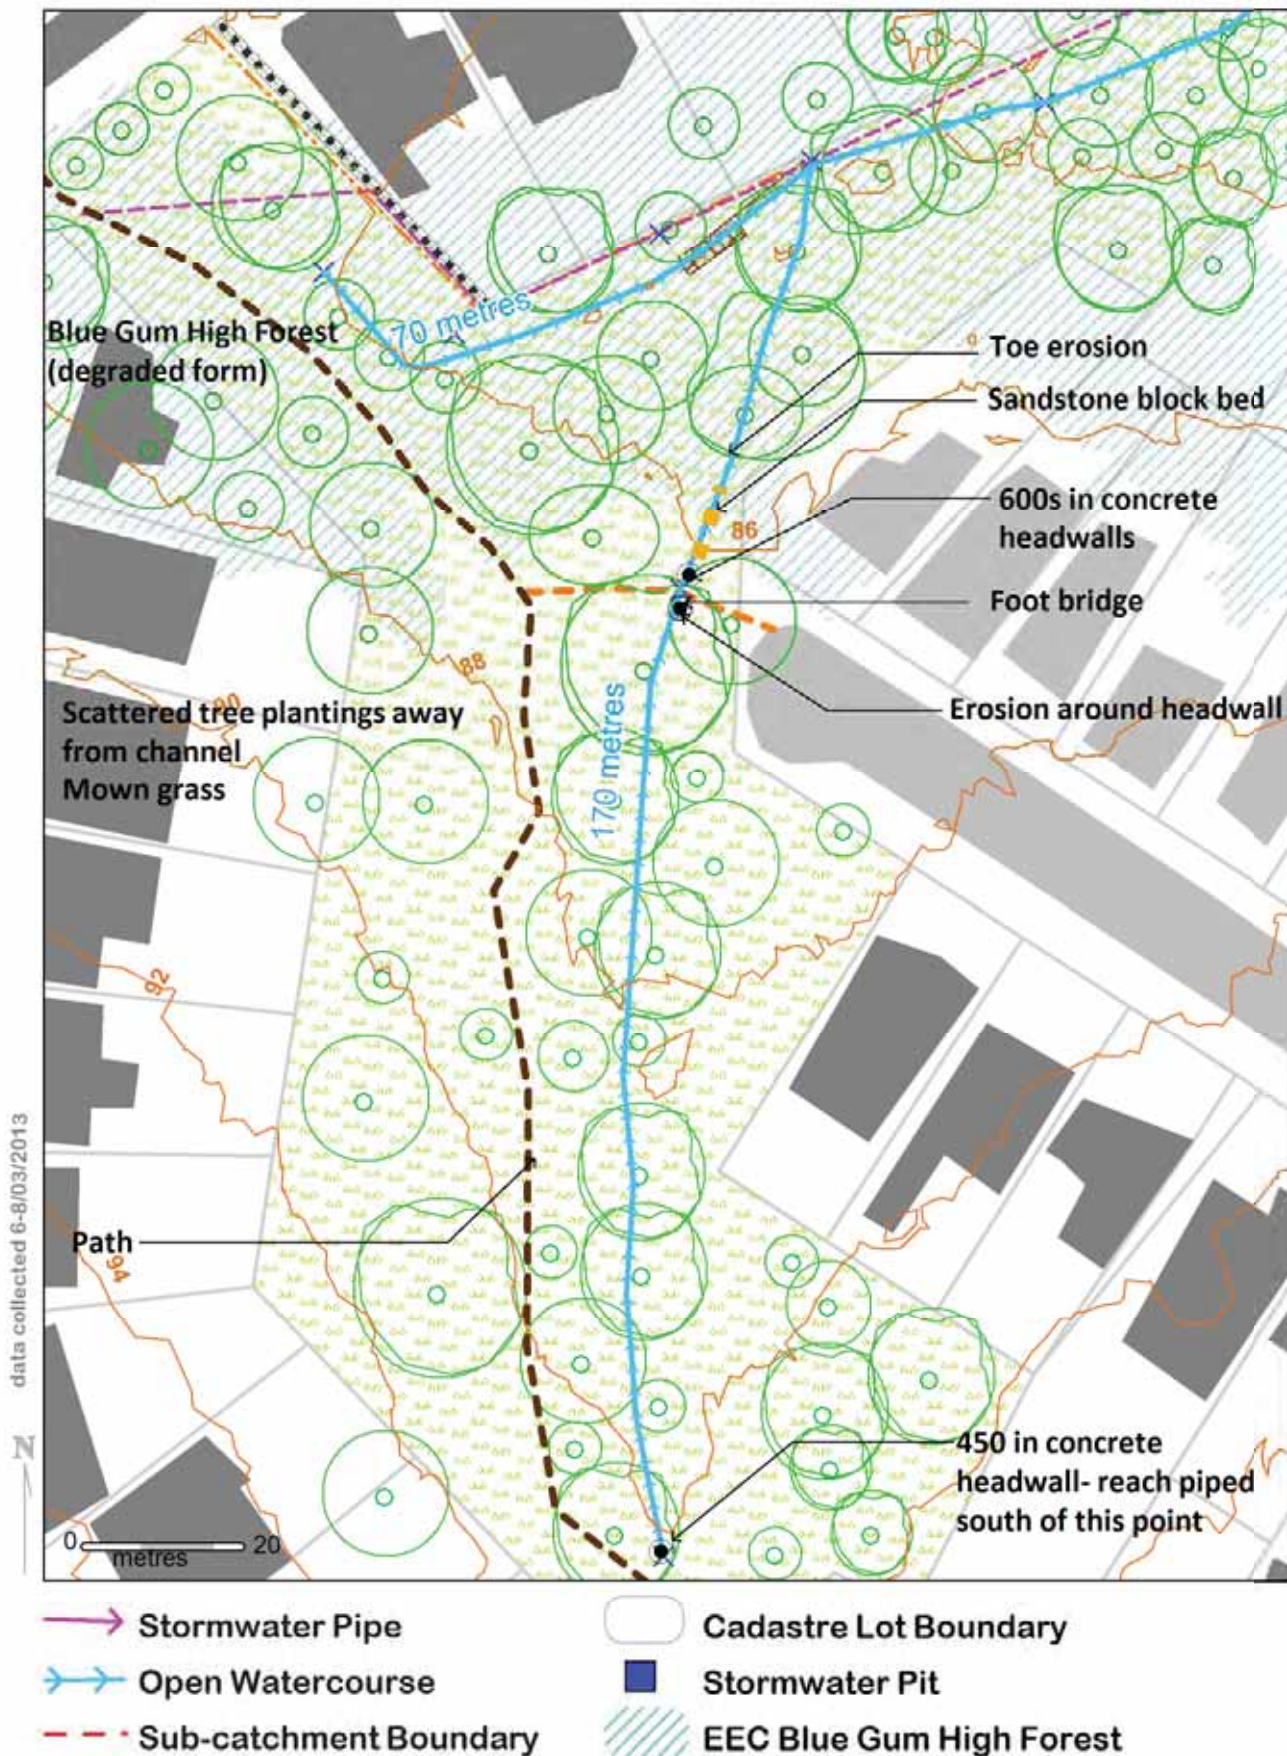 70 metres
Blue Gum High Forest
(degraded form)
Toe erosion
Sandstone block bed
600s in concrete
headwalls
86
Foot bridge
88
90
Scattered tree plantings away
from channel
Mown grass
Erosion around headwall
170 metres
92
Path
94
data collected 6-8/03/2013
N
450 in concrete
headwall- reach piped
south of this point
0 20
metres
Stormwater Pipe
Open Watercourse
Sub-catchment Boundary
Cadastre Lot Boundary
Stormwater Pit
EEC Blue Gum High Forest